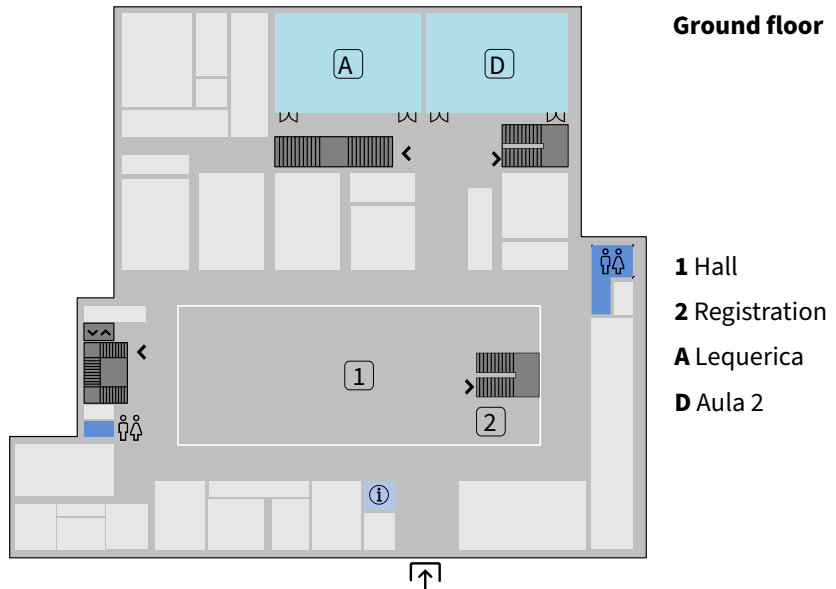 Ground floor
A
D
1
2
i
1 Hall
2 Registration
A Lequerica
D Aula 2